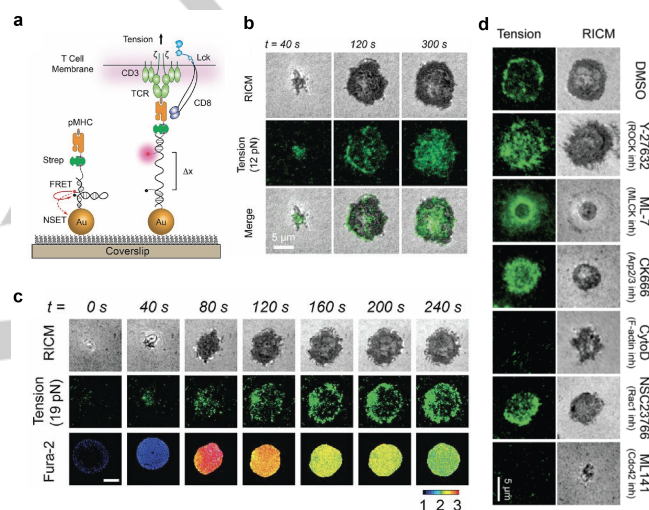 a
Tension
ζ ζ
Lck
T Cell
Membrane
CD3
TCR
CD8
pMHC
Strep
FRET
NSET
Δx
Au
Au
Coverslip
b
t = 40s 120s 300s
RICM
Tension
(12 pN)
Merge
5 μm
c
t = 0 s 40 s 80 s 120 s 160 s 200 s 240 s
RICM
Tension
(19 pN)
Fura-2
1 2 3
d
Tension RICM
DMSO
Y-27632
(ROCK inh)
ML-7
(MLCK inh)
CK666
(Arp2/3 inh)
CytoD
(F-actin inh)
NSC23766
(Rac1 inh)
ML141
(Cdc42 inh)
5 μm